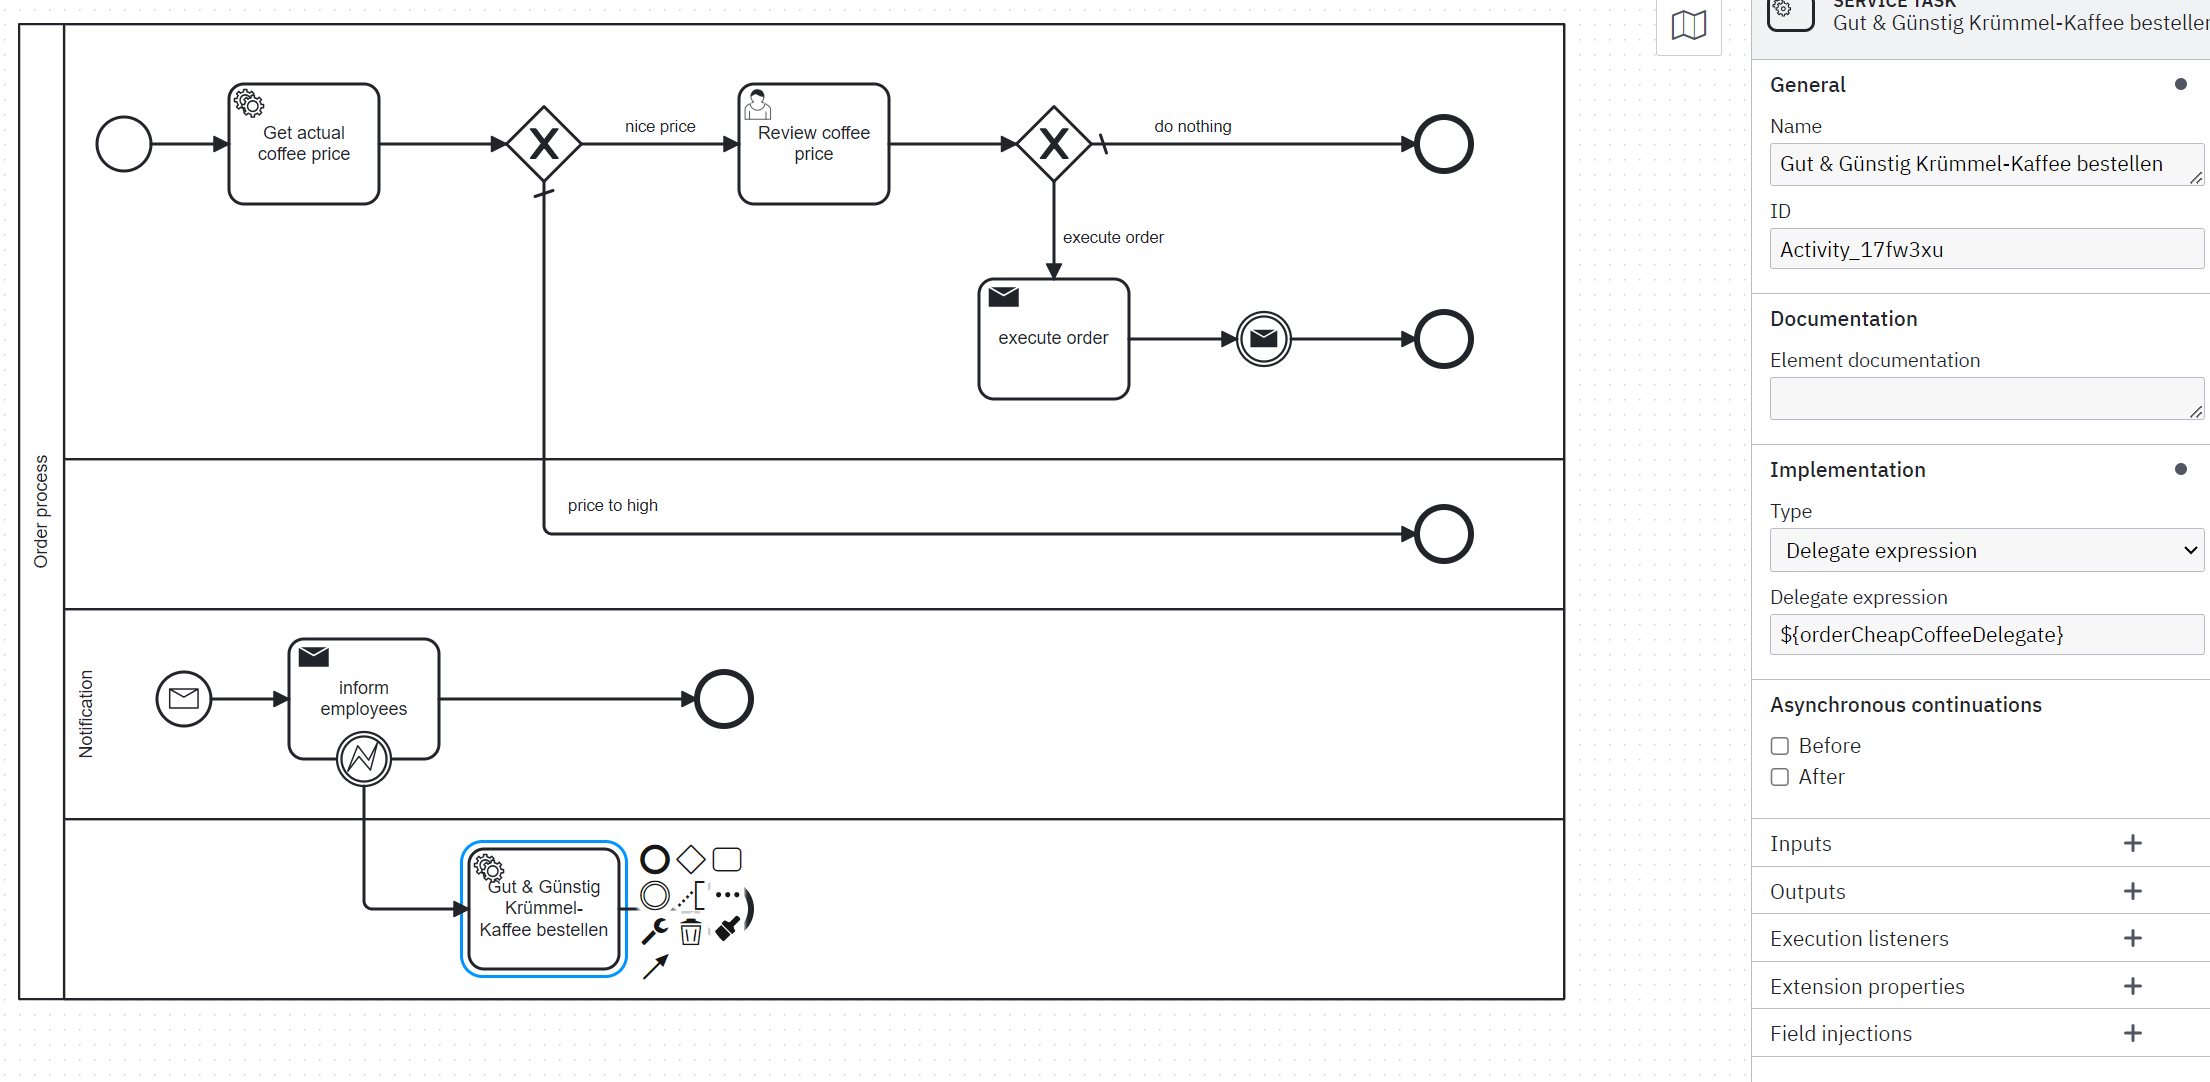 Order process
Get actual
coffee price
nice price
Review coffee
price
do nothing
execute order
execute order
price to high
Notification
inform
employees
Gut & Günstig
Krümmel-
Kaffee bestellen
SERVICE TASK
Gut & Günstig Krümmel-Kaffee bestellen
General
Name
Gut & Günstig Krümmel-Kaffee bestellen
ID
Activity_17fw3xu
Documentation
Element documentation
Implementation
Type
Delegate expression
Delegate expression
${orderCheapCoffeeDelegate}
Asynchronous continuations
Before
After
Inputs
Outputs
Execution listeners
Extension properties
Field injections